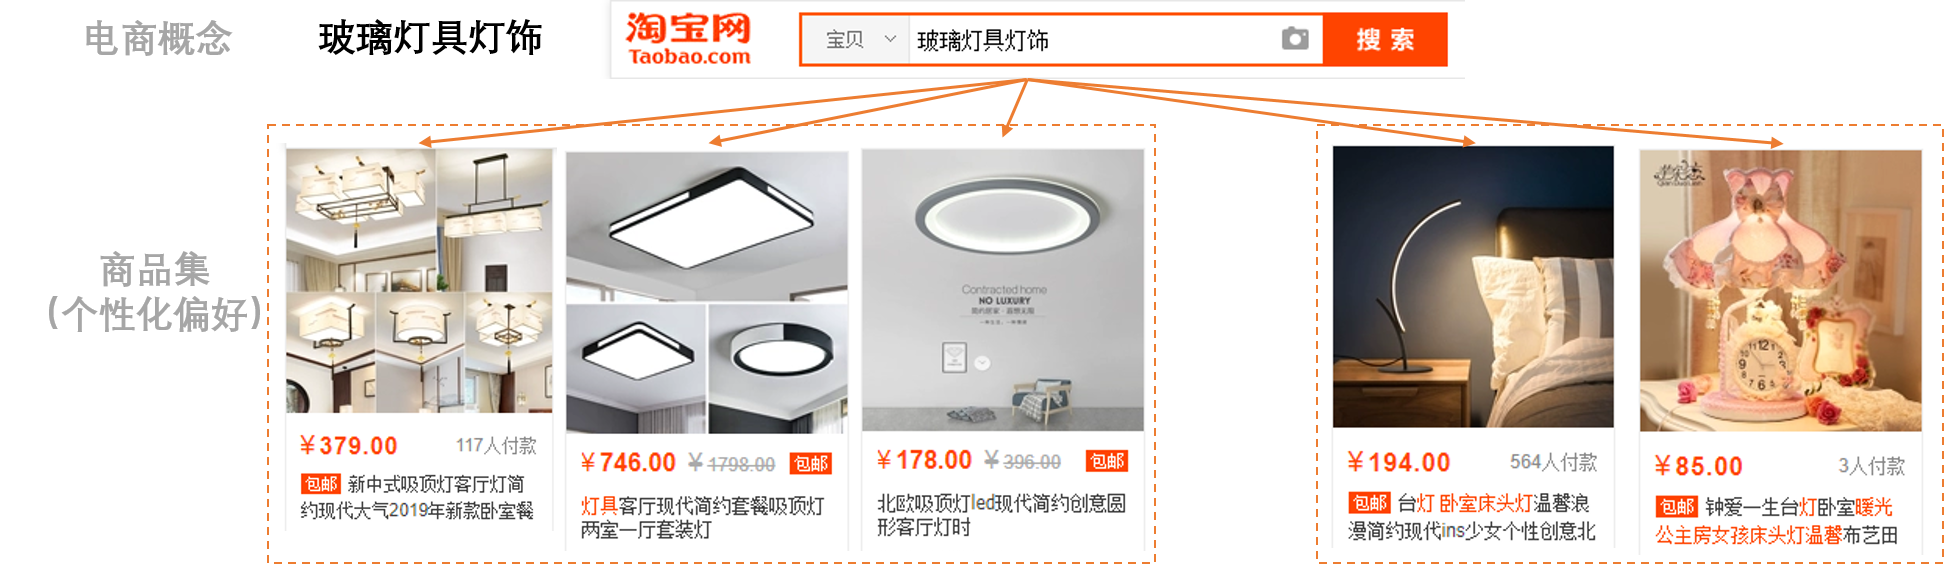 电商概念
玻璃灯具灯饰
淘宝网
Taobao.com
宝贝
玻璃灯具灯饰
搜索
商品集
(个性化偏好)
Contracted home
NO LUXURY
¥379.00 117人付款
包邮 新中式吸顶灯客厅灯简
约现代大气2019年新款卧室餐
¥746.00 ¥1798.00 包邮
灯具客厅现代简约套餐吸顶灯
两室一厅套装灯
¥178.00 ¥396.00 包邮
北欧吸顶灯led现代简约创意圆
形客厅灯时
¥194.00 564人付款
包邮 台灯 卧室床头灯温馨浪
漫简约现代ins少女个性创意北
12
3
6
9
¥85.00 3人付款
包邮 钟爱一生台灯卧室暖光
公主房女孩床头灯温馨布艺田